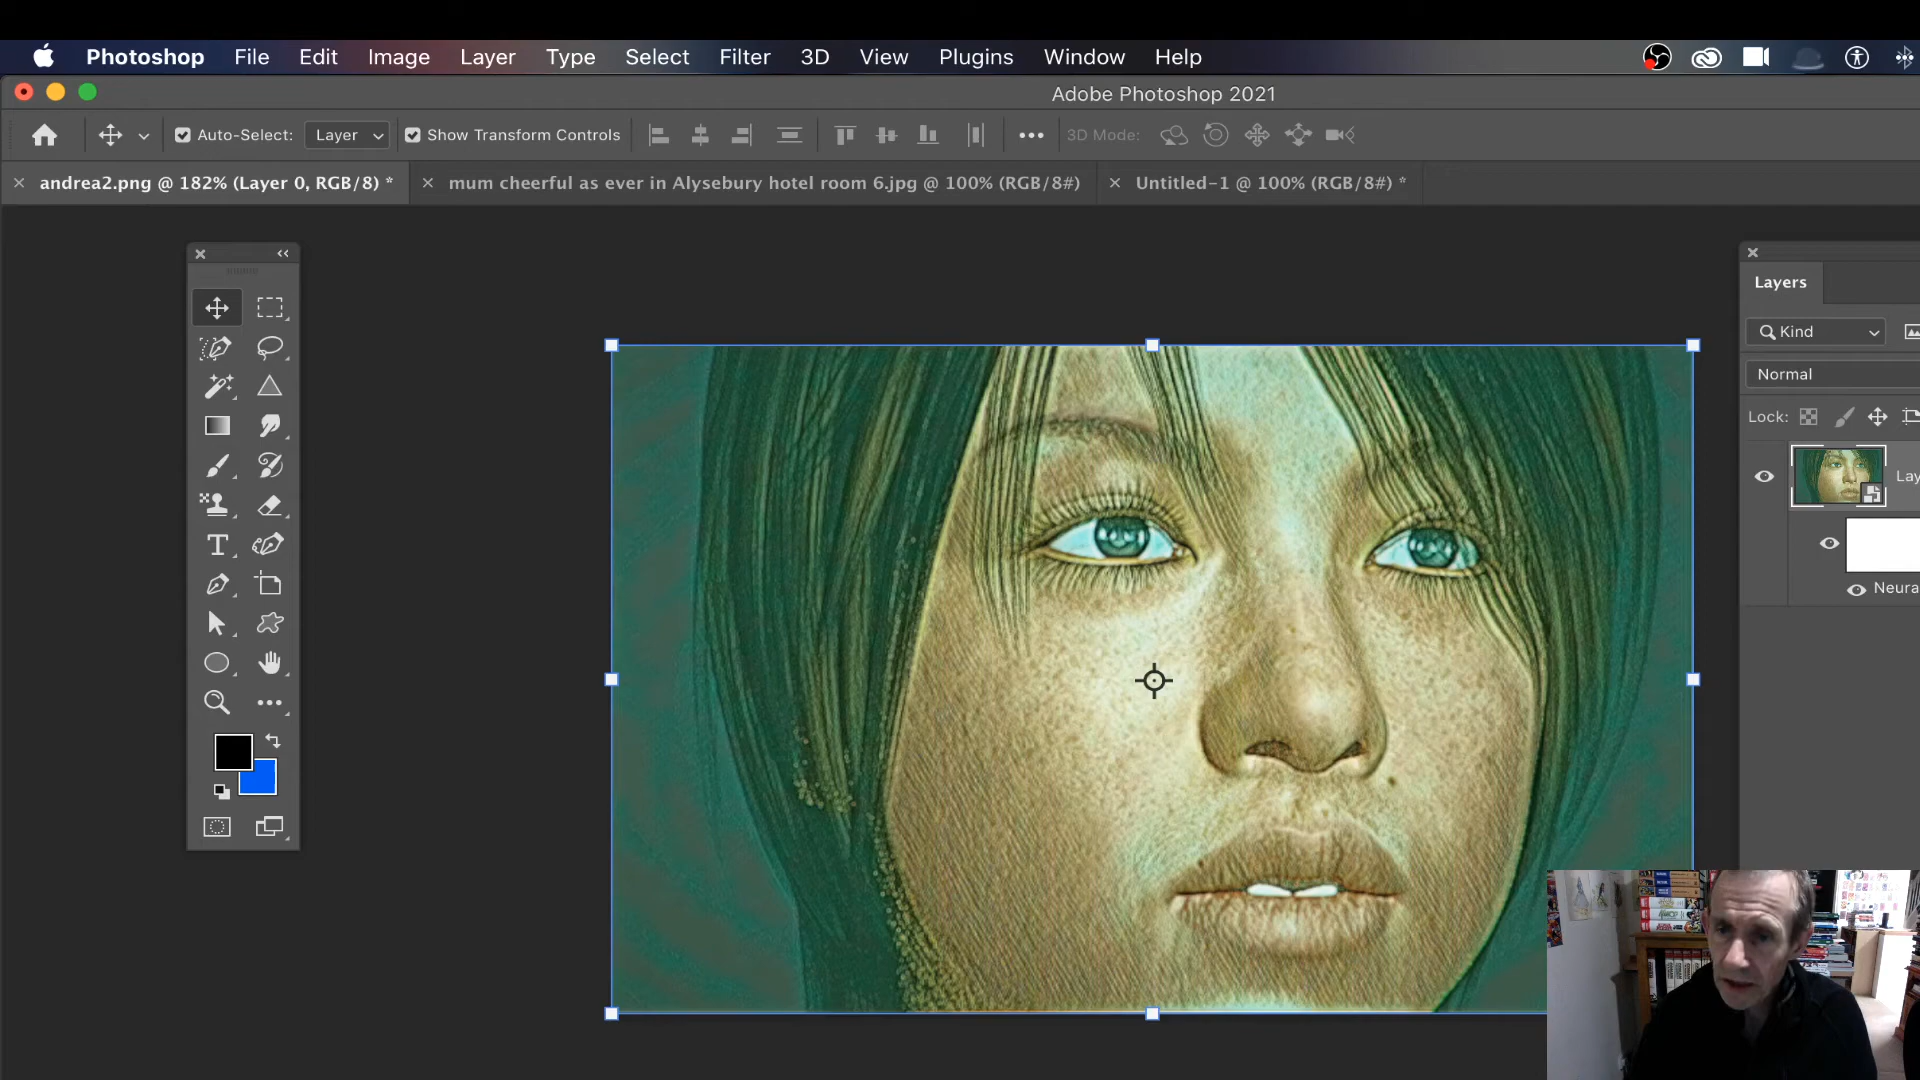 Photoshop File Edit Image Layer Type Select Filter 3D View Plugins Window Help
Adobe Photoshop 2021
Auto-Select: Layer Show Transform Controls 3D Mode:
andrea2.png @ 182% (Layer 0, RGB/8) * mum cheerful as ever in Alysebury hotel room 6.jpg @ 100% (RGB/8#) Untitled-1 @ 100% (RGB/8#) *
Layers
Kind
Normal
Lock:
Lay
Neura